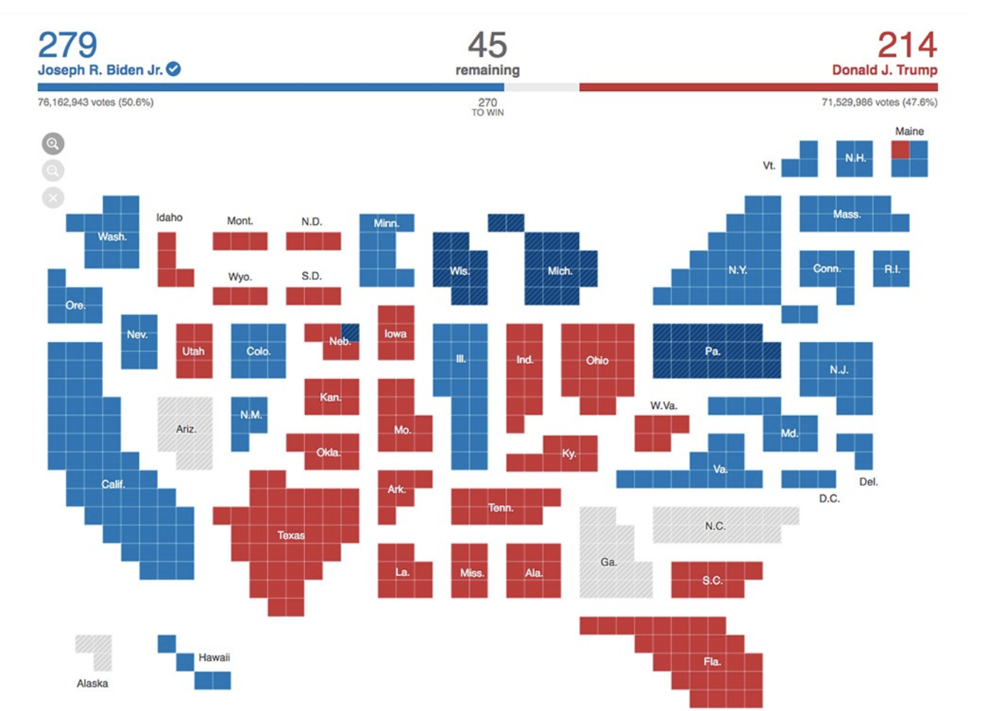 279
45
214
Joseph R. Biden Jr.
remaining
Donald J. Trump
76,162,943 votes (50.6%)
270
TO WIN
71,529,986 votes (47.6%)
Maine
Vt.
N.H.
Mass.
Idaho
Mont.
N.D.
Minn.
Wash.
Wyo.
S.D.
Wis.
Mich.
N.Y.
Conn.
R.I.
Ore.
Nev.
Utah
Colo.
Neb.
Iowa
Ill.
Ind.
Ohio
Pa.
N.J.
Kan.
W.Va.
Ariz.
N.M.
Mo.
Md.
Okla.
Ky.
Va.
Del.
Calif.
Ark.
D.C.
Tenn.
N.C.
Texas
Ga.
La.
Miss.
Ala.
S.C.
Hawaii
Fla.
Alaska